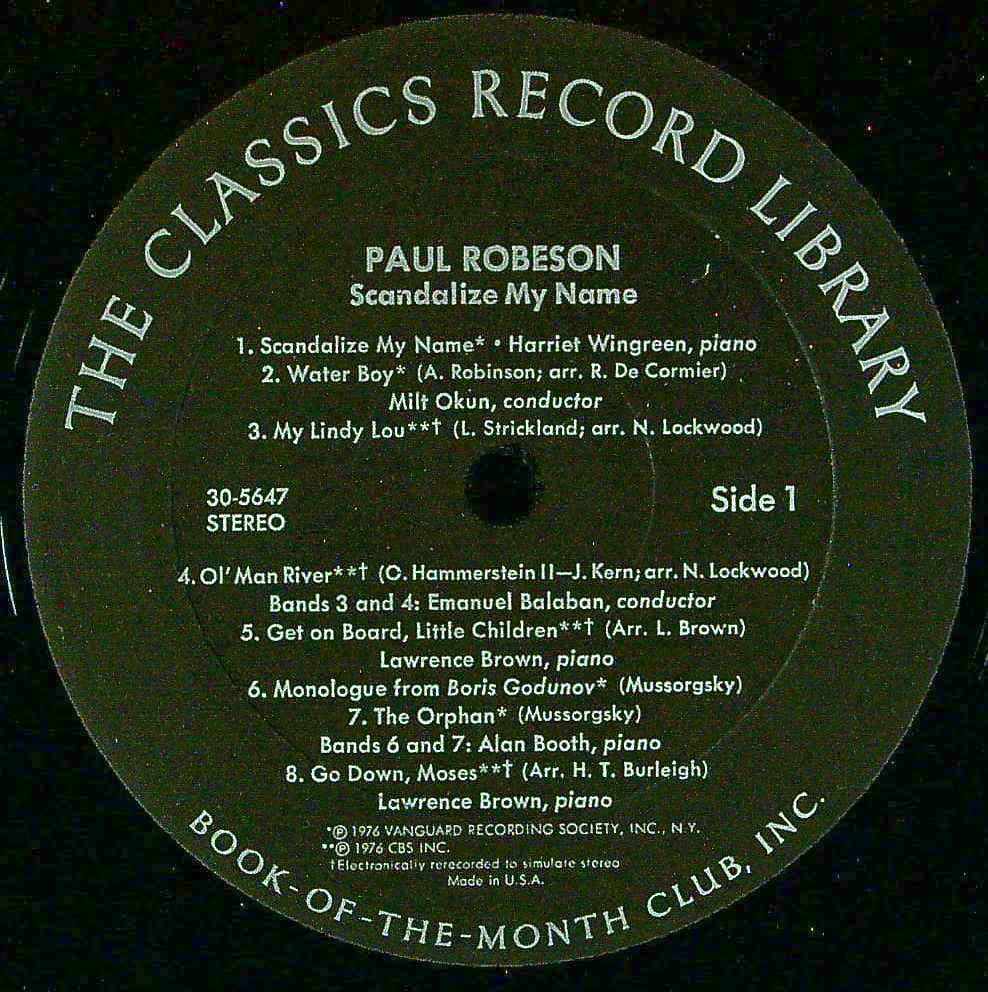 THE CLASSICS RECORD LIBRARY
PAUL ROBESON
Scandalize My Name
1. Scandalize My Name* • Harriet Wingreen, piano
2. Water Boy* (A. Robinson; arr. R. De Cormier)
Milt Okun, conductor
3. My Lindy Lou**† (L. Strickland; arr. N. Lockwood)
30-5647
STEREO
Side 1
4. Ol' Man River**† (O. Hammerstein II—J. Kern; arr. N. Lockwood)
Bands 3 and 4: Emanuel Balaban, conductor
5. Get on Board, Little Children**† (Arr. L. Brown)
Lawrence Brown, piano
6. Monologue from Boris Godunov* (Mussorgsky)
7. The Orphan* (Mussorgsky)
Bands 6 and 7: Alan Booth, piano
8. Go Down, Moses**† (Arr. H. T. Burleigh)
Lawrence Brown, piano
*℗ 1976 VANGUARD RECORDING SOCIETY, INC., N.Y.
**℗ 1976 CBS INC.
†Electronically rerecorded to simulate stereo
Made in U.S.A.
BOOK-OF-THE-MONTH CLUB, INC.